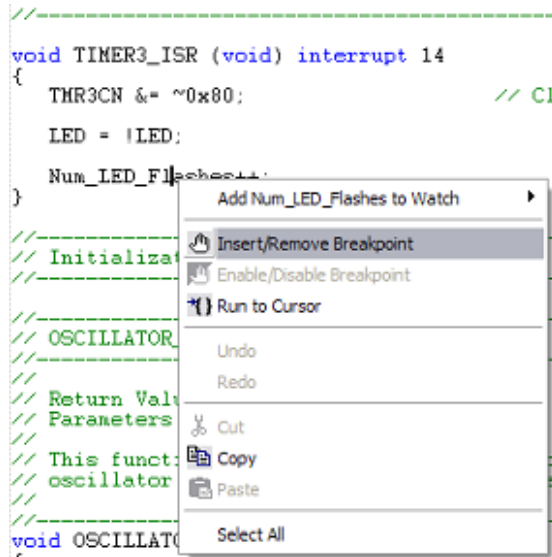 //--------------------------------------------------
void TIMER3_ISR (void) interrupt 14
{
TMR3CN &= ~0x80; // Cl
LED = !LED;
Num_LED_Flashes++;
}
Add Num_LED_Flashes to Watch
//
Insert/Remove Breakpoint
// Initializat
Enable/Disable Breakpoint
//
Run to Cursor
//
// OSCILLATOR_
Undo
//
Redo
//
// Return Valu
// Parameters
Cut
//
// This funct
Copy
// oscillator
Paste
//
//
Select All
void OSCILLATO
{